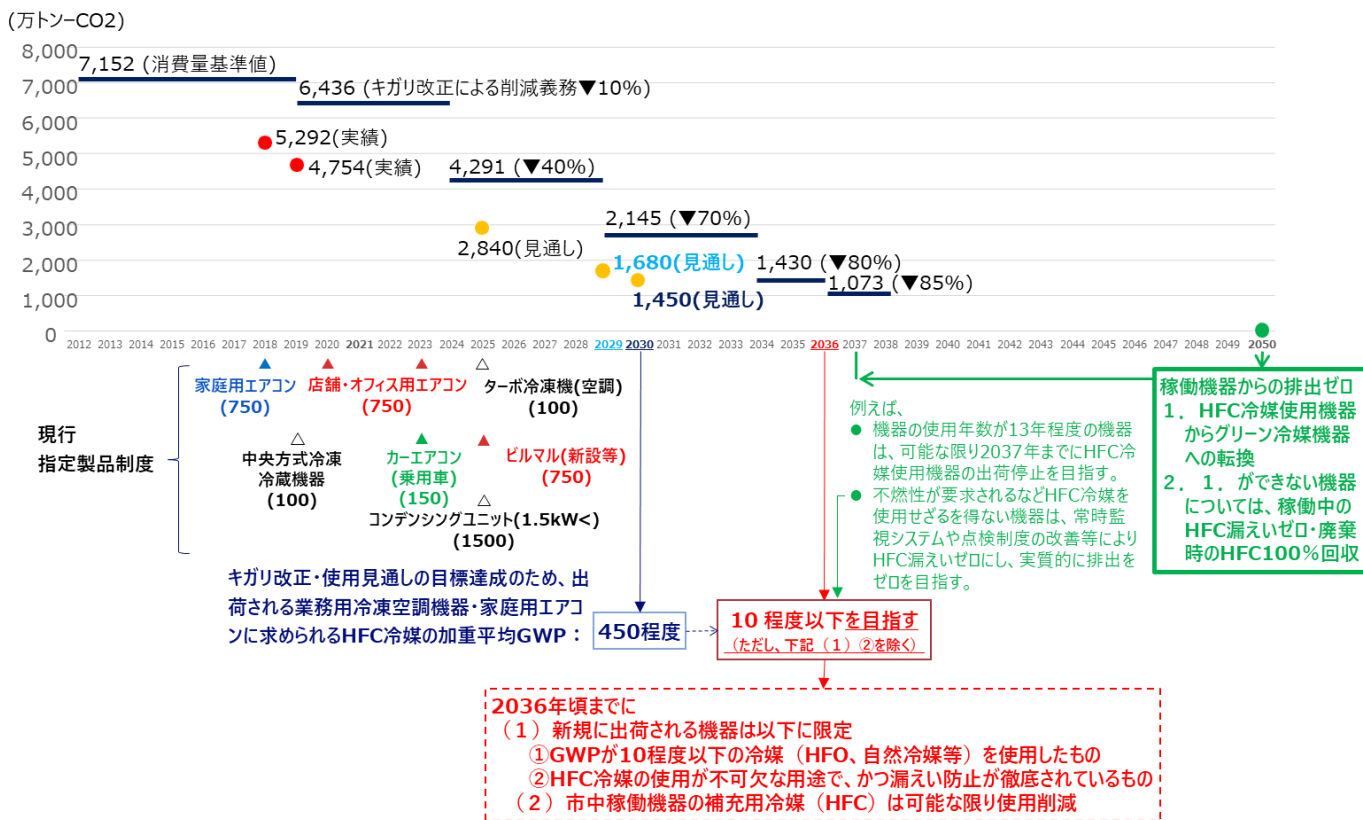 (万トンーCO2)
8,000
7,152 (消費量基準値)
7,000
6,436 (キガリ改正による削減義務▼10%)
6,000
5,292(実績)
5,000
4,754(実績)
4,291 (▼40%)
4,000
3,000
2,145 (▼70%)
2,840(見通し)
2,000
1,680(見通し)
1,430 (▼80%)
1,073 (▼85%)
1,000
1,450(見通し)
0
2012 2013 2014 2015 2016 2017 2018 2019 2020 2021 2022 2023 2024 2025 2026 2027 2028 2029 2030 2031 2032 2033 2034 2035 2036 2037 2038 2039 2040 2041 2042 2043 2044 2045 2046 2047 2048 2049 2050
現行
指定製品制度
家庭用エアコン
(750)
店舗・オフィス用エアコン
(750)
ターボ冷凍機(空調)
(100)
中央方式冷凍
冷蔵機器
(100)
カーエアコン
(乗用車)
(150)
ビルマル(新設等)
(750)
コンデンシングユニット(1.5kW<)
(1500)
例えば、
● 機器の使用年数が13年程度の機器
は、可能な限り2037年までにHFC冷
媒使用機器の出荷停止を目指す。
● 不燃性が要求されるなどHFC冷媒を
使用せざるを得ない機器は、常時監
視システムや点検制度の改善等により
HFC漏えいゼロにし、実質的に排出を
ゼロを目指す。
稼働機器からの排出ゼロ
1．HFC冷媒使用機器
からグリーン冷媒機器
への転換
2．1．ができない機器
については、稼働中の
HFC漏えいゼロ・廃棄
時のHFC100%回収
キガリ改正・使用見通しの目標達成のため、出
荷される業務用冷凍空調機器・家庭用エアコ
ンに求められるHFC冷媒の加重平均GWP：
450程度
10 程度以下を目指す
(ただし、下記（1）②を除く)
2036年頃までに
（1）新規に出荷される機器は以下に限定
①GWPが10程度以下の冷媒（HFO、自然冷媒等）を使用したもの
②HFC冷媒の使用が不可欠な用途で、かつ漏えい防止が徹底されているもの
（2）市中稼働機器の補充用冷媒（HFC）は可能な限り使用削減